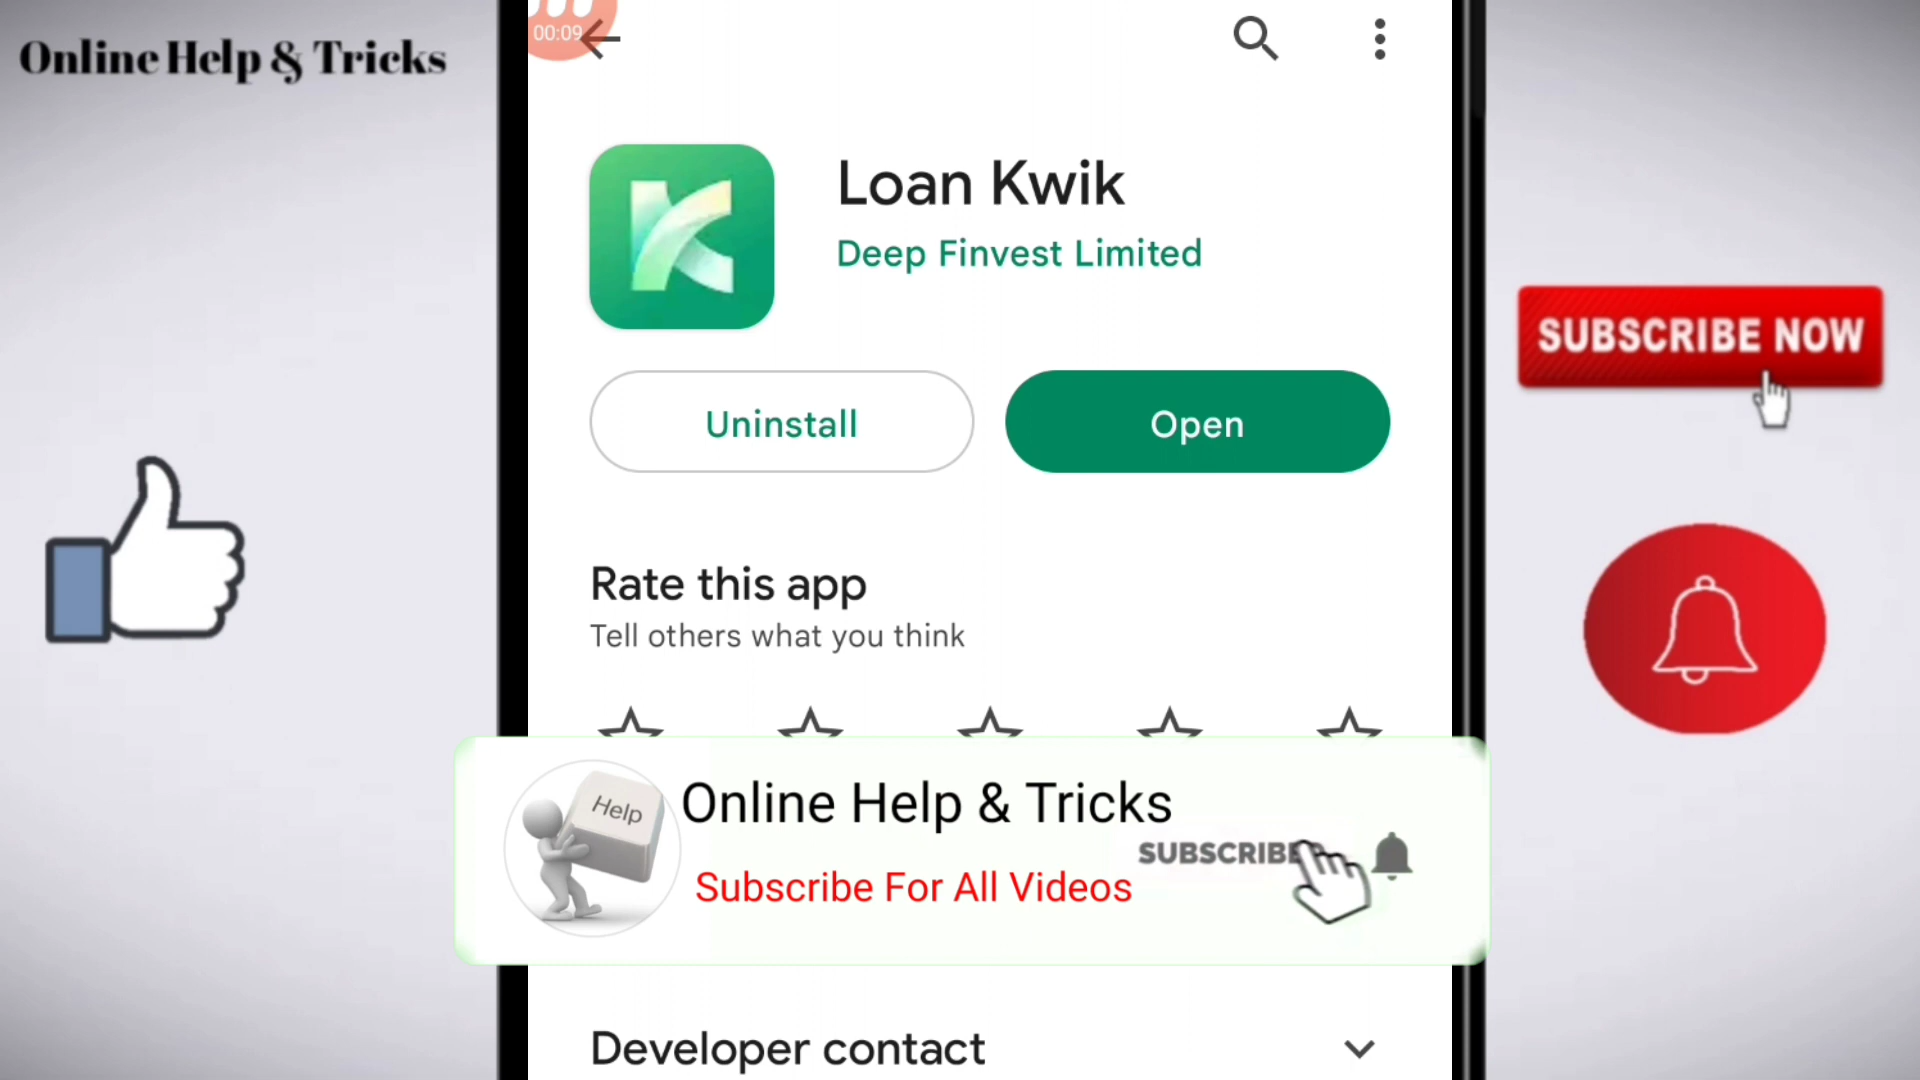 Online Help & Tricks
00:09
Loan Kwik
Deep Finvest Limited
Uninstall
Open
SUBSCRIBE NOW
Rate this app
Tell others what you think
Help
Online Help & Tricks
SUBSCRIBE
Subscribe For All Videos
Developer contact